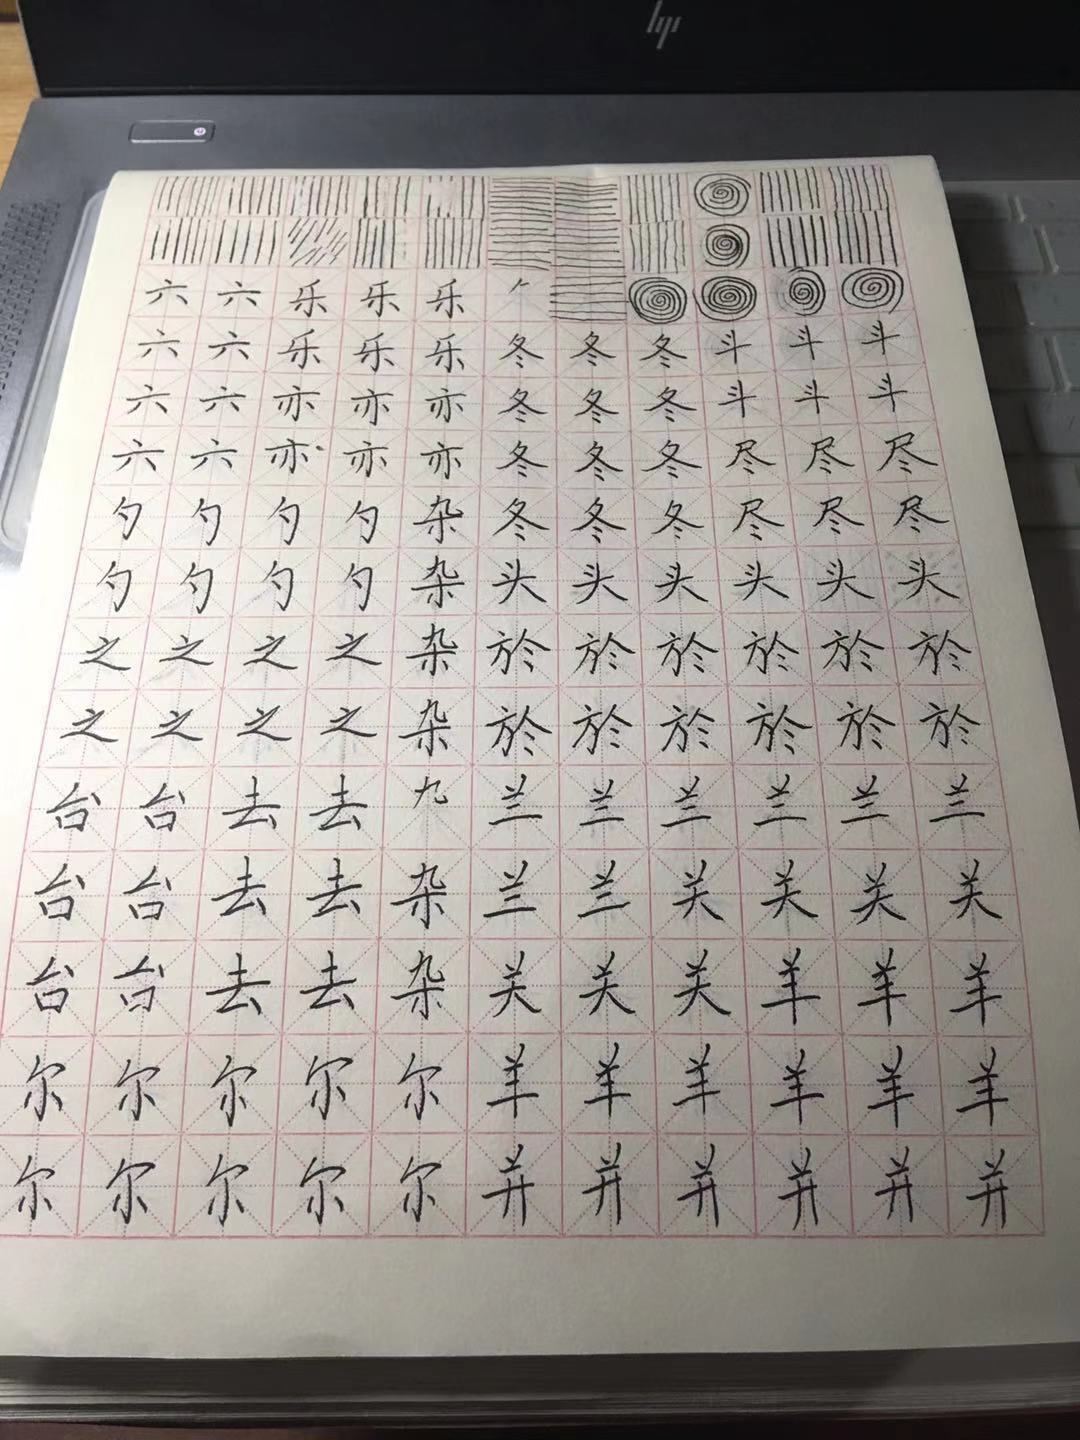 hp
六六乐乐乐
六六乐乐乐冬冬冬斗斗斗
六六亦亦亦冬冬冬斗斗斗
六六亦亦亦冬冬冬尽尽尽
勺勺勺勺杂冬冬冬尽尽尽
勺勺勺勺杂头头头头头头
之之之之杂於於於於於於
之之之之杂於於於於於於
台台去去九兰兰兰兰兰兰
台台去去杂兰兰关关关关
台台去去杂关关关羊羊羊
尔尔尔尔尔羊羊羊羊羊羊
尔尔尔尔尔并并并并并并